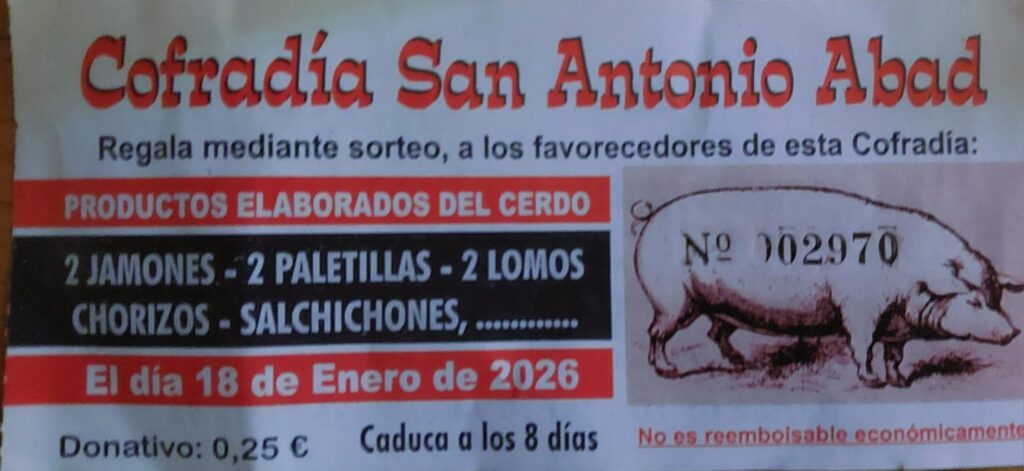 Cofradía San Antonio Abad
Regala mediante sorteo, a los favorecedores de esta Cofradía:
PRODUCTOS ELABORADOS DEL CERDO
2 JAMONES - 2 PALETILLAS - 2 LOMOS
CHORIZOS - SALCHICHONES, ............
El día 18 de Enero de 2026
Nº 002970
Donativo: 0,25 €
Caduca a los 8 días
No es reembolsable económicamente